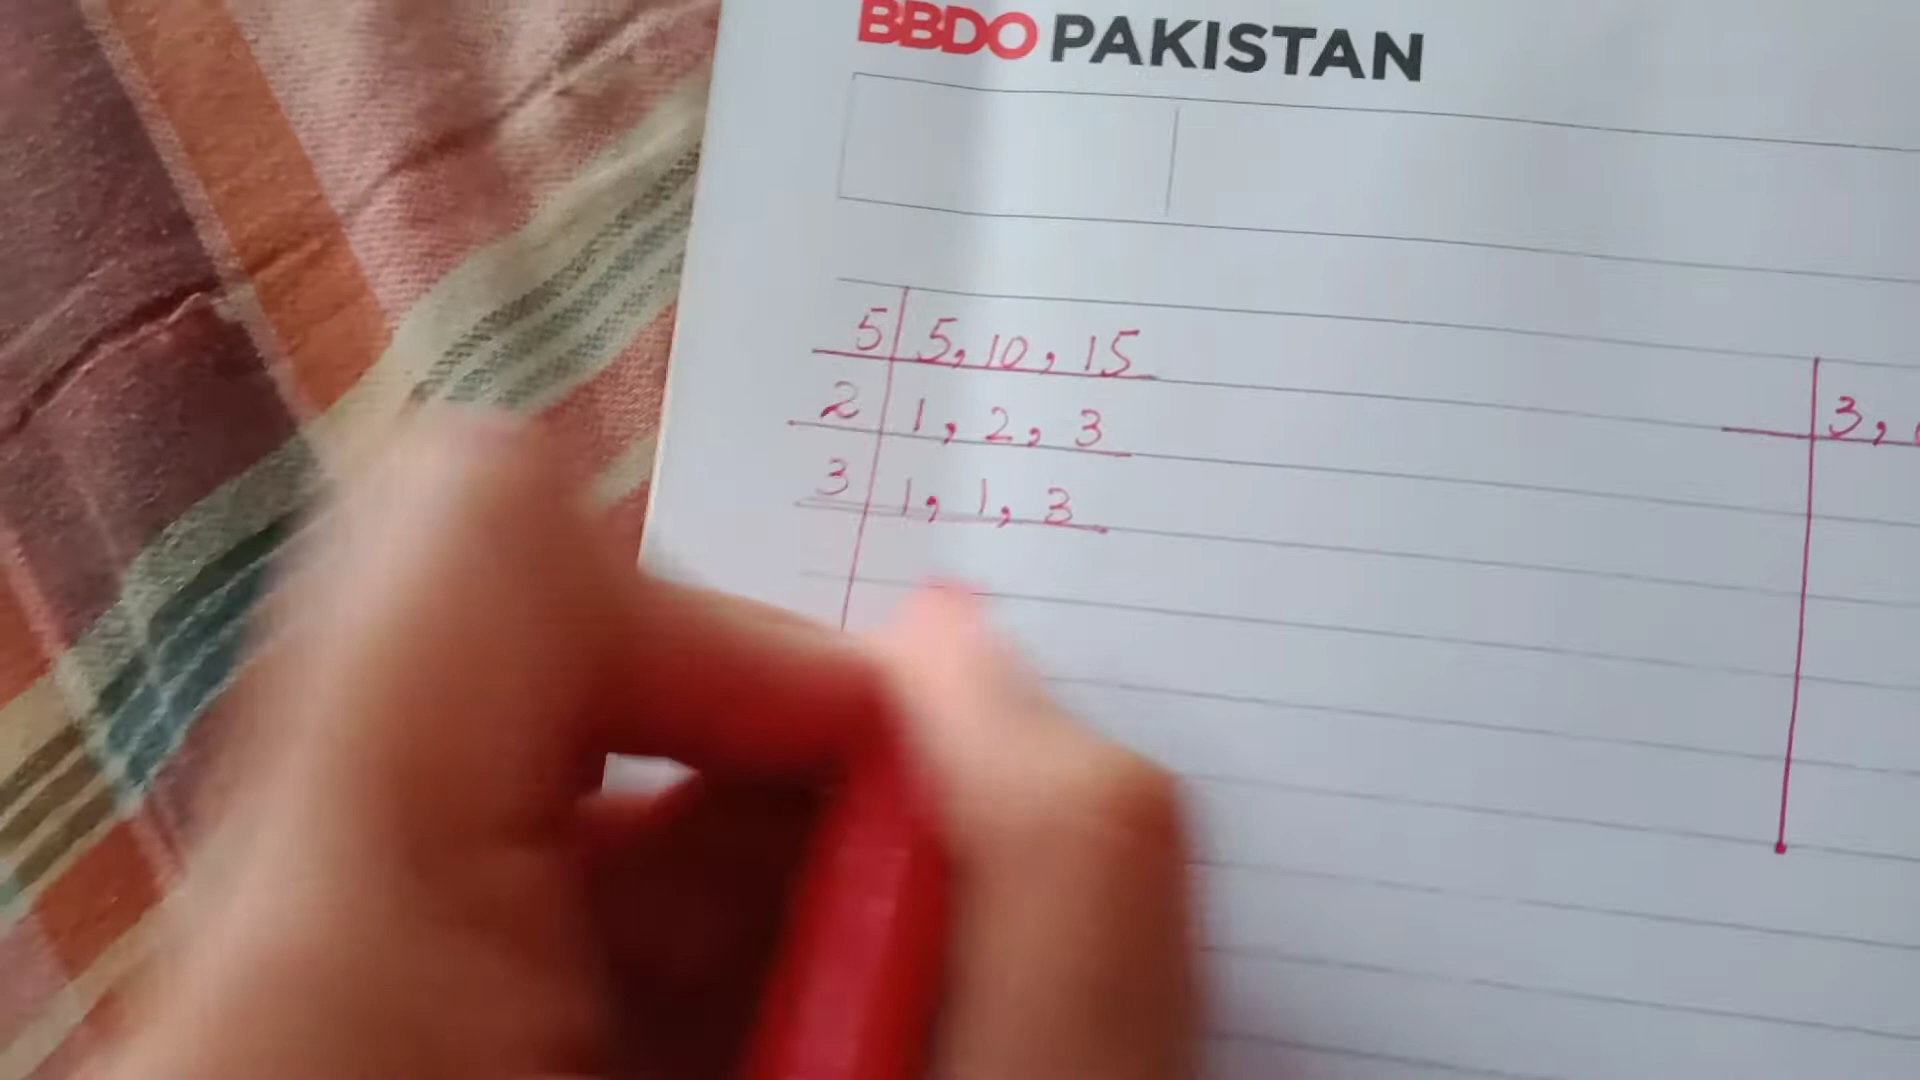 BBDO PAKISTAN
5 5, 10, 15
2 1, 2, 3
3 1, 1, 3
3,